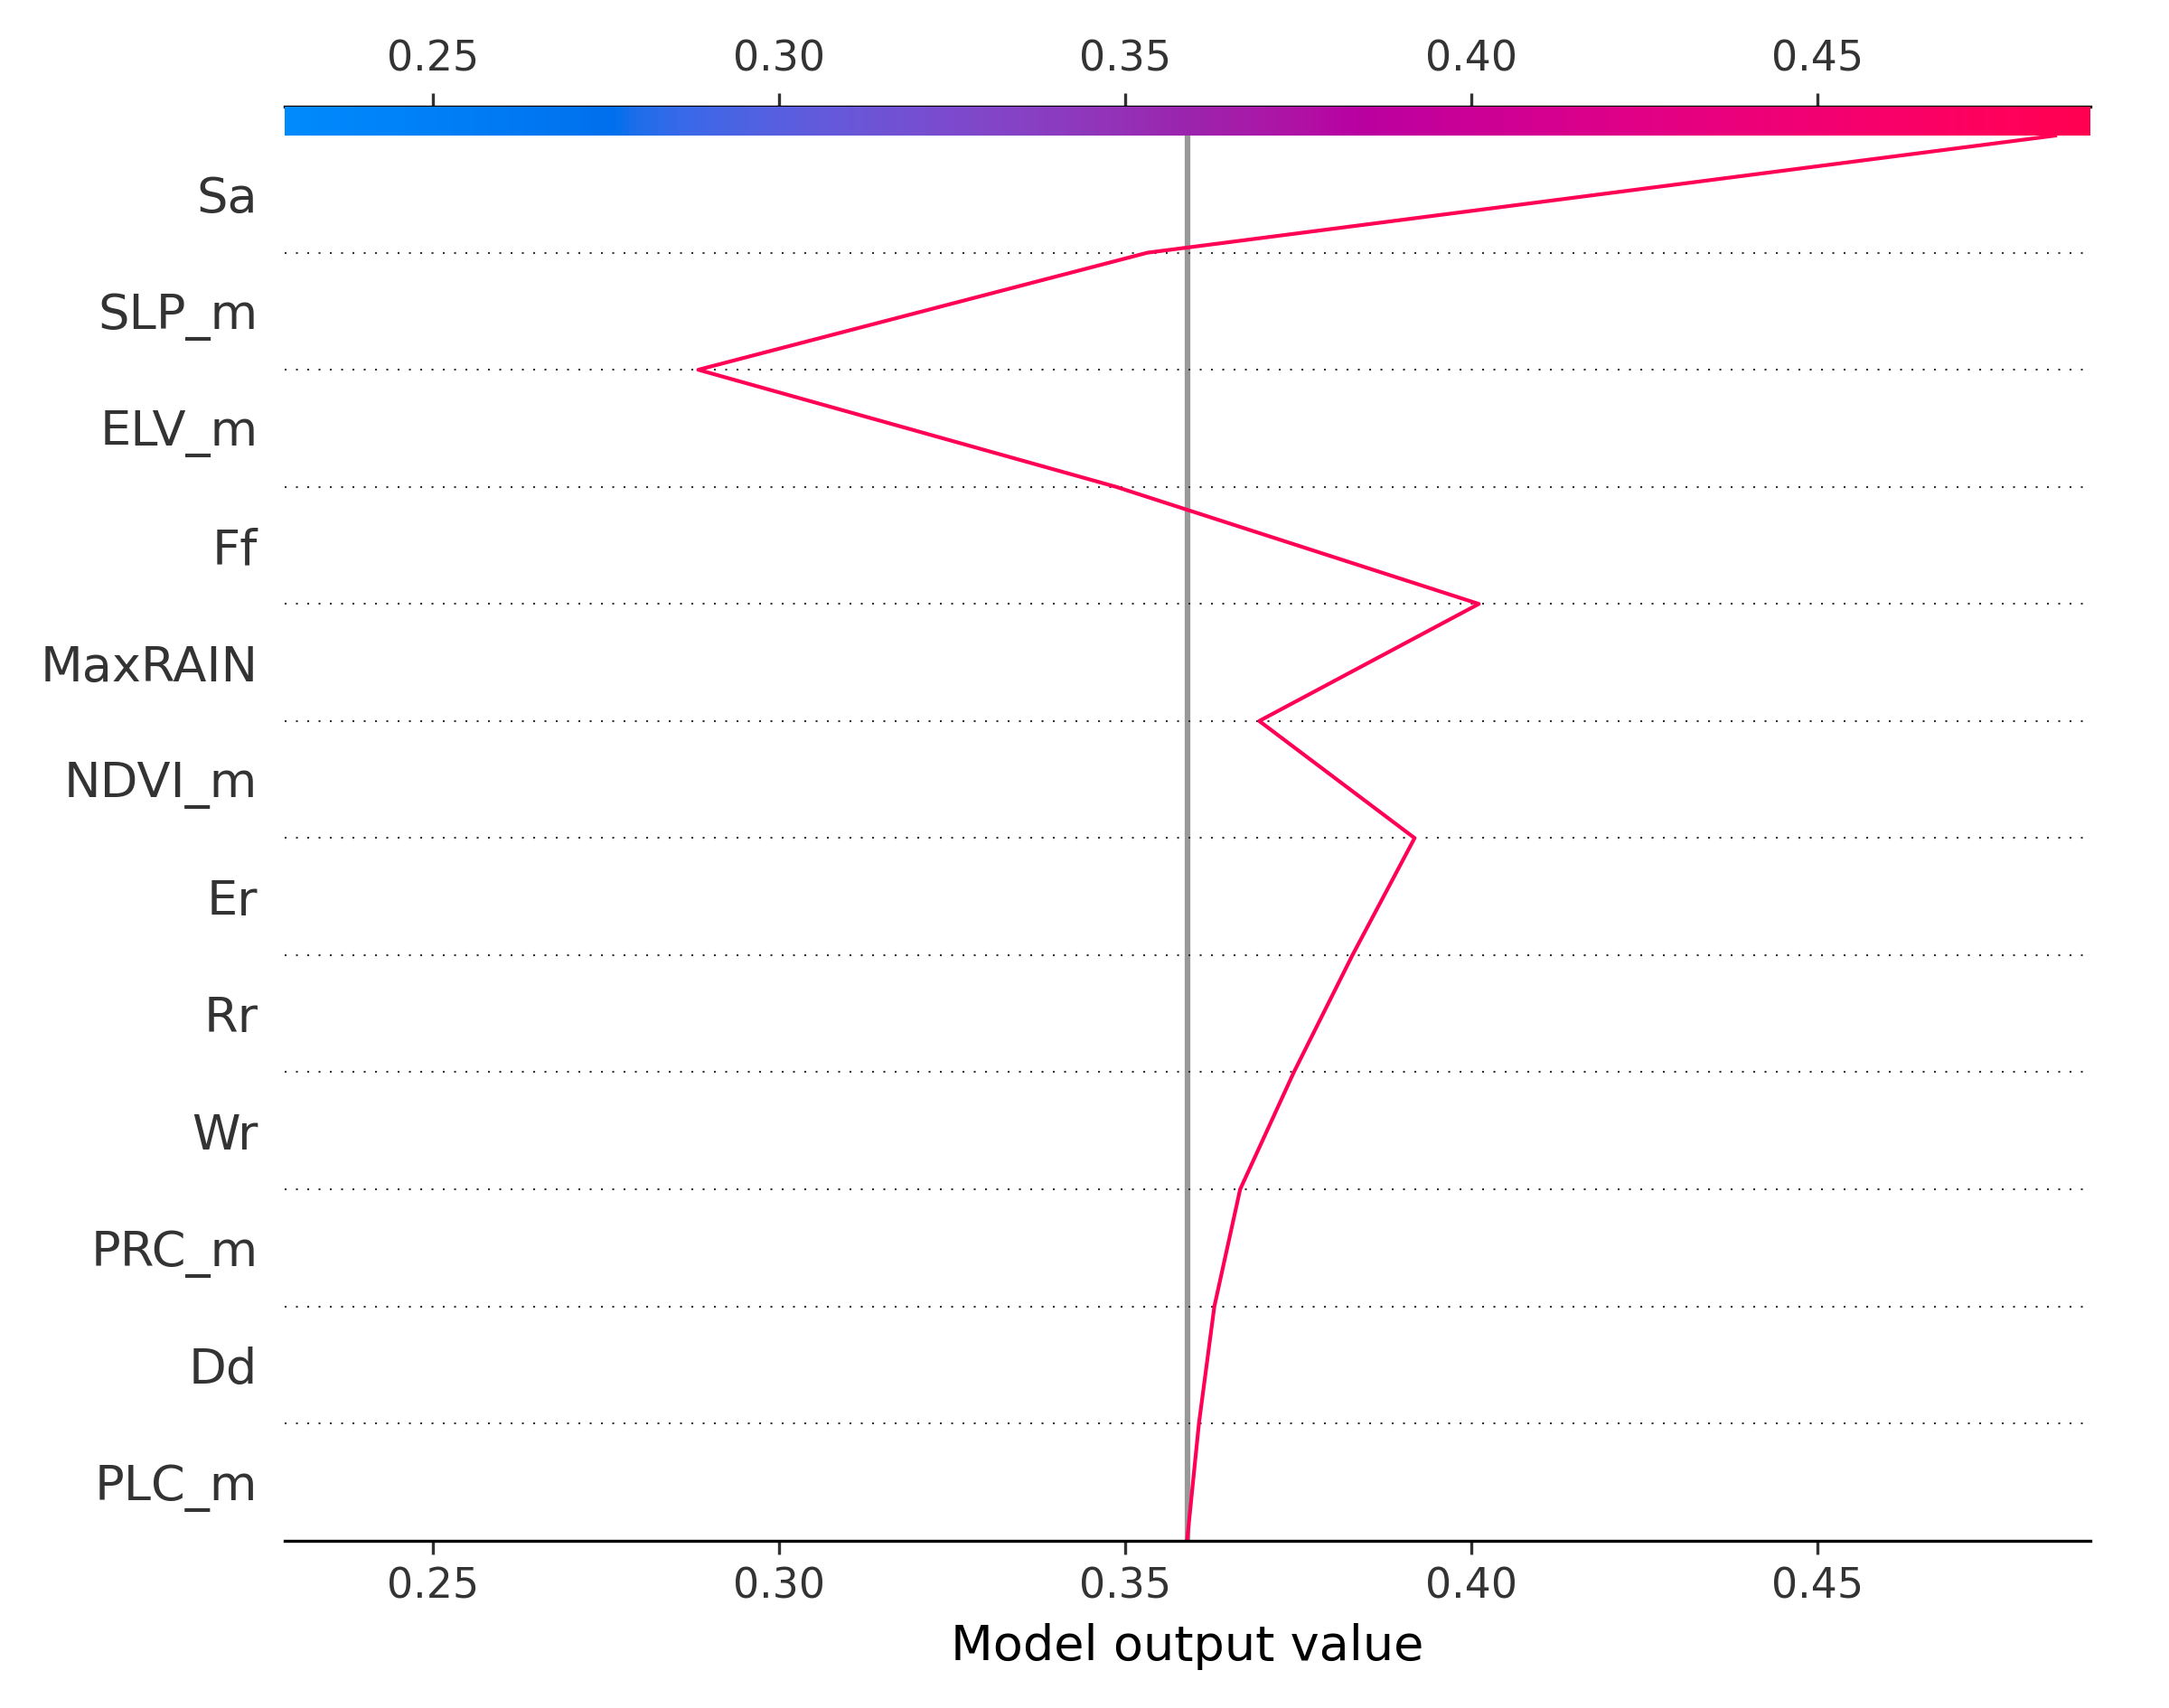 0.25 0.30 0.35 0.40 0.45
Sa
SLP_m
ELV_m
Ff
MaxRAIN
NDVI_m
Er
Rr
Wr
PRC_m
Dd
PLC_m
0.25 0.30 0.35 0.40 0.45
Model output value